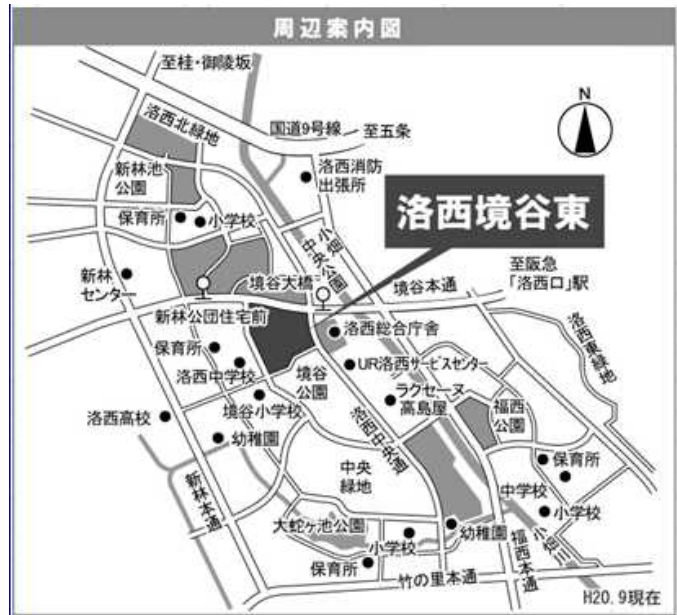 周辺案内図
至桂・御陵坂
N
洛西北緑地
国道9号線
至五条
新林池
公園
洛西消防
出張所
保育所
小学校
洛西境谷東
小畑
中央公園
新林
センター
境谷大橋
境谷本通
至阪急
「洛西口」駅
新林公団住宅前
洛西総合庁舎
洛西東緑地
保育所
洛西中学校
境谷
公園
UR洛西サービスセンター
ラクセーヌ
高島屋
境谷小学校
福西
公園
洛西高校
幼稚園
洛西中央通
中央
緑地
保育所
新林本通
中学校
小学校
大蛇ヶ池公園
小学校
幼稚園
福西本通
小畑川
保育所
竹の里本通
H20.9現在